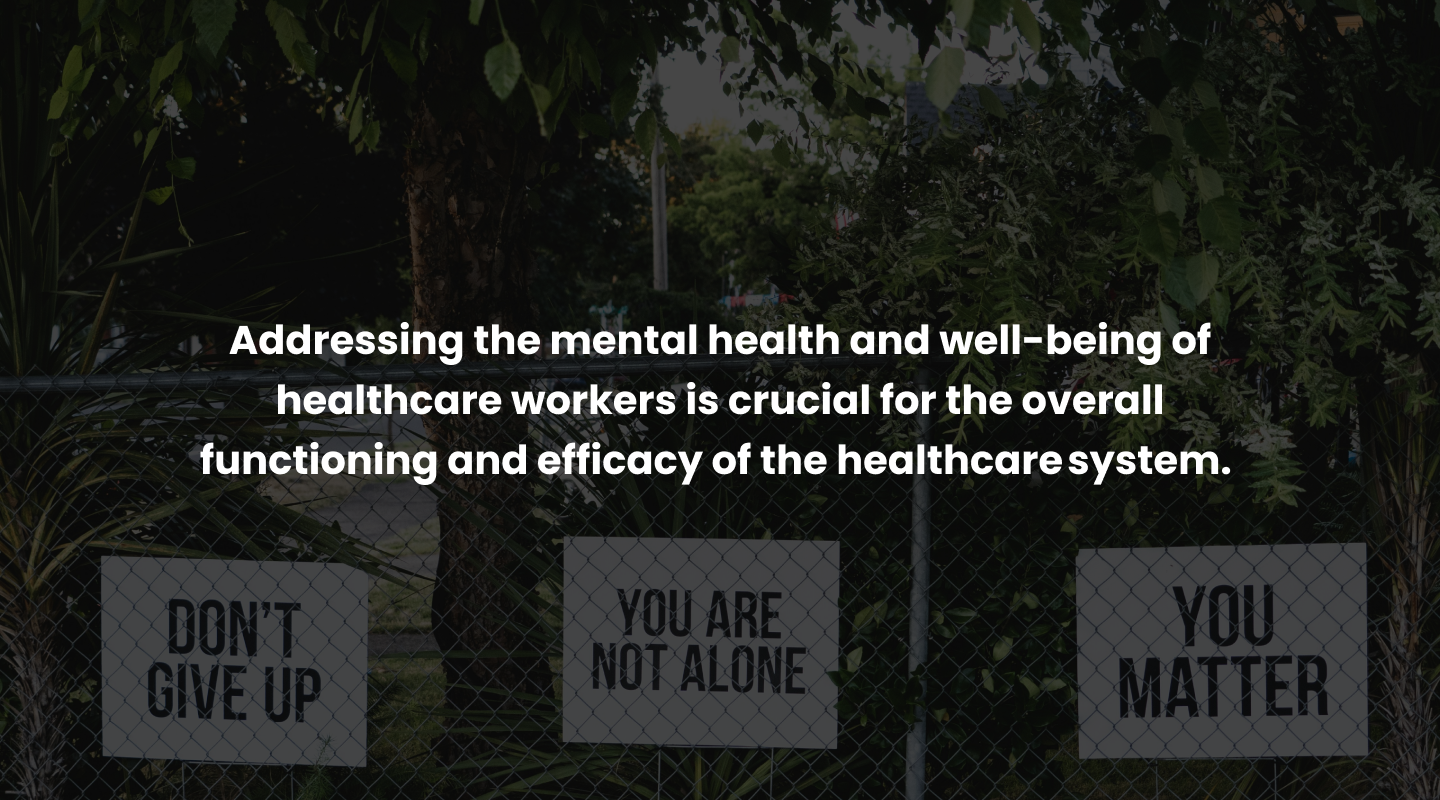 Addressing the mental health and well-being of
healthcare workers is crucial for the overall
functioning and efficacy of the healthcare system.
DON'T
GIVE UP
YOU ARE
NOT ALONE
YOU
MATTER